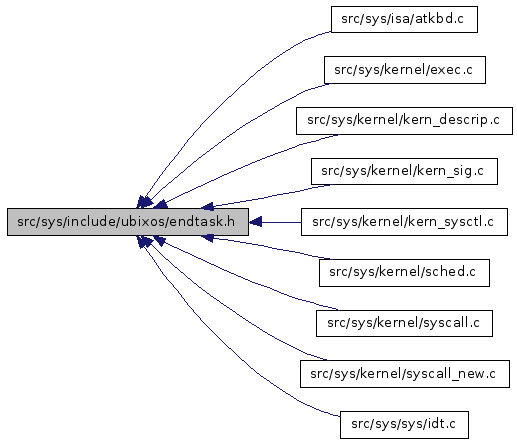 src/sys/isa/atkbd.c
src/sys/kernel/exec.c
src/sys/kernel/kern_descrip.c
src/sys/kernel/kern_sig.c
src/sys/include/ubixos/endtask.h
src/sys/kernel/kern_sysctl.c
src/sys/kernel/sched.c
src/sys/kernel/syscall.c
src/sys/kernel/syscall_new.c
src/sys/sys/idt.c